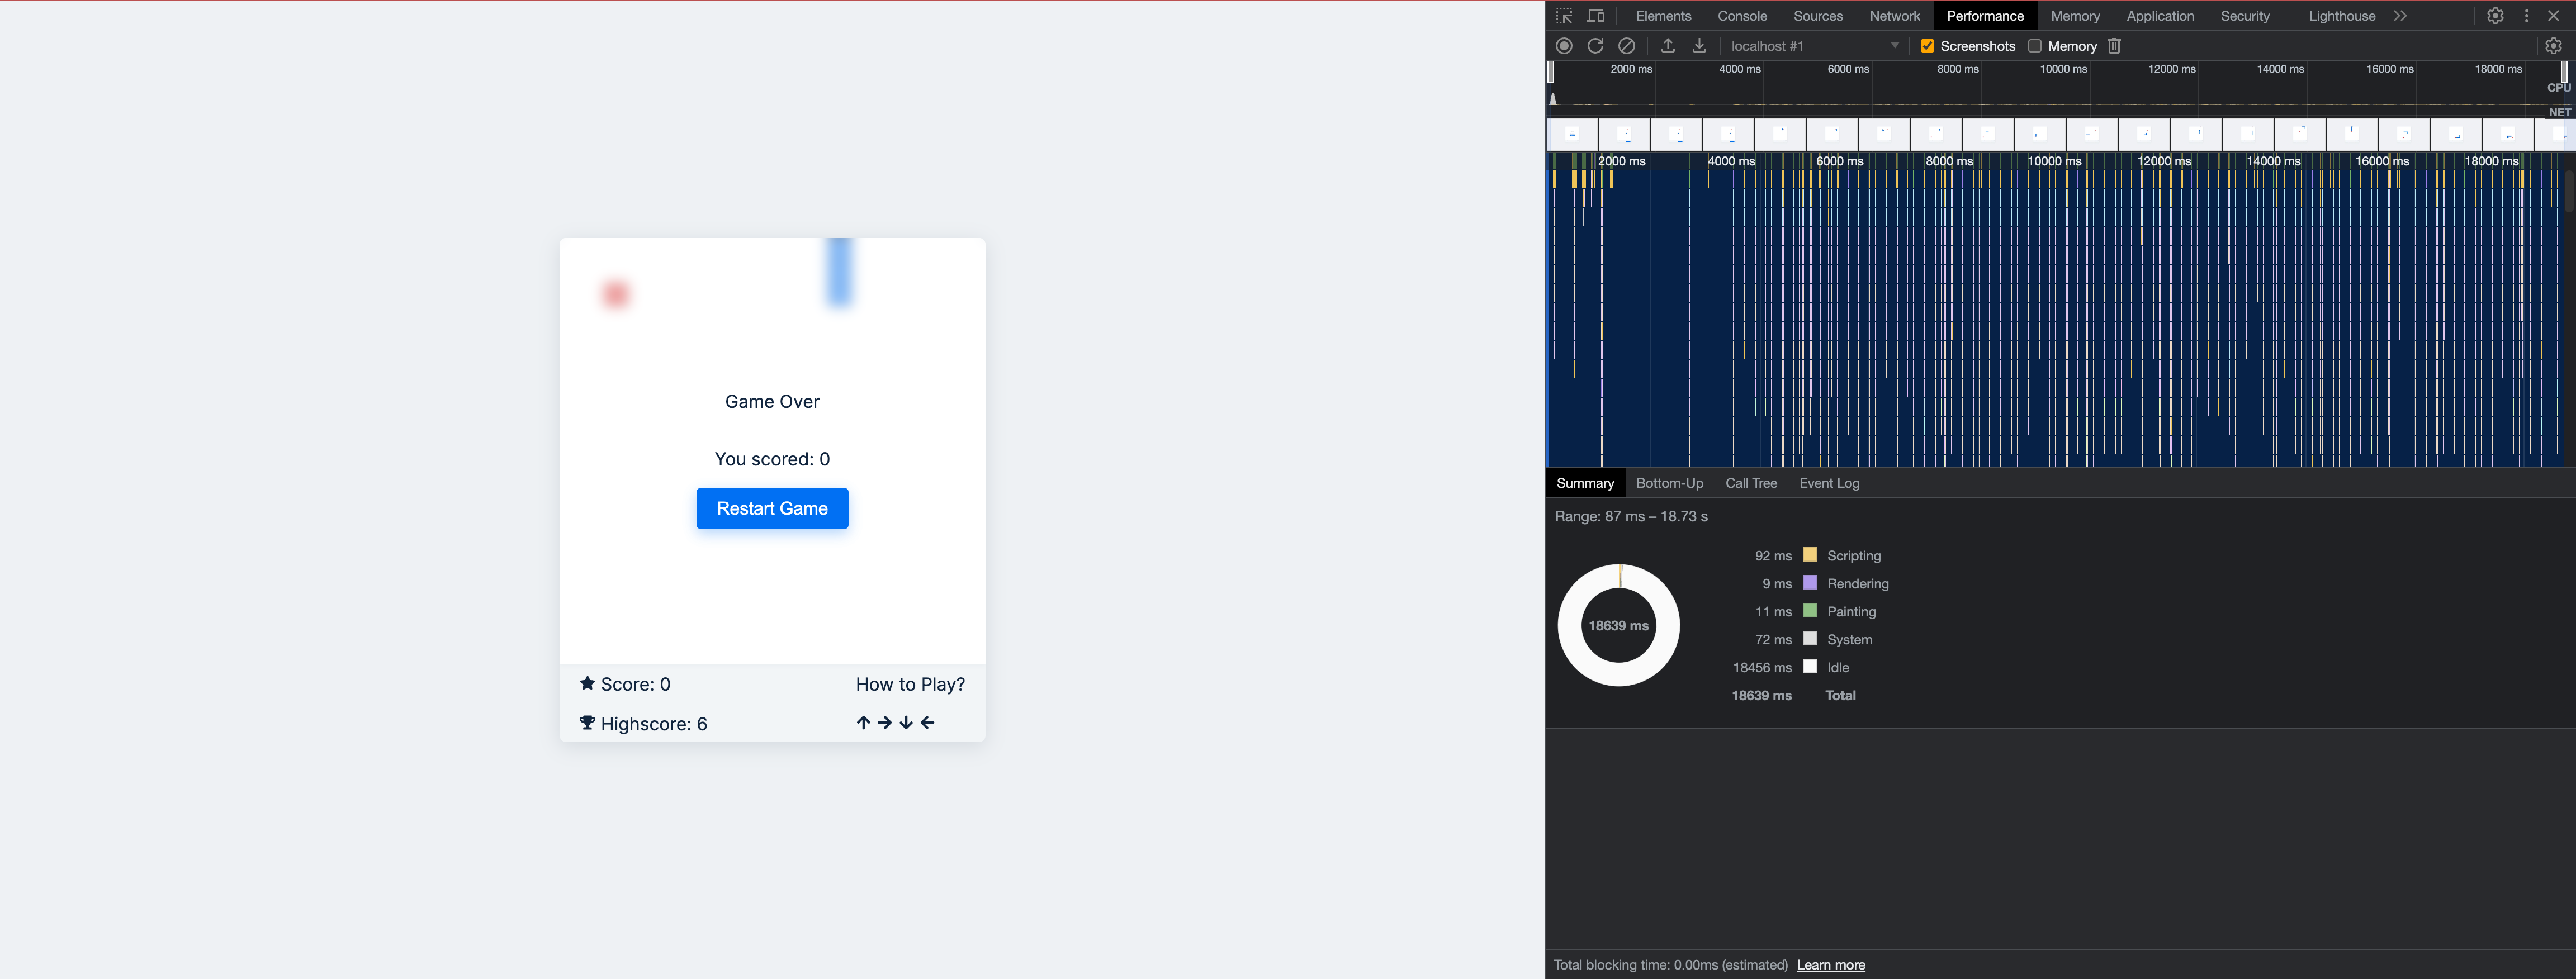 Game Over
You scored: 0
Restart Game
Score: 0
How to Play?
Highscore: 6
Elements Console Sources Network Performance Memory Application Security Lighthouse
localhost #1 Screenshots Memory
2000 ms 4000 ms 6000 ms 8000 ms 10000 ms 12000 ms 14000 ms 16000 ms 18000 ms
CPU
NET
2000 ms 4000 ms 6000 ms 8000 ms 10000 ms 12000 ms 14000 ms 16000 ms 18000 ms
Summary Bottom-Up Call Tree Event Log
Range: 87 ms – 18.73 s
92 ms Scripting
9 ms Rendering
11 ms Painting
18639 ms
72 ms System
18456 ms Idle
18639 ms Total
Total blocking time: 0.00ms (estimated) Learn more